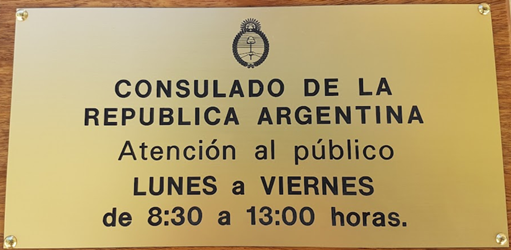 CONSULADO DE LA
REPUBLICA ARGENTINA
Atención al público
LUNES a VIERNES
de 8:30 a 13:00 horas.